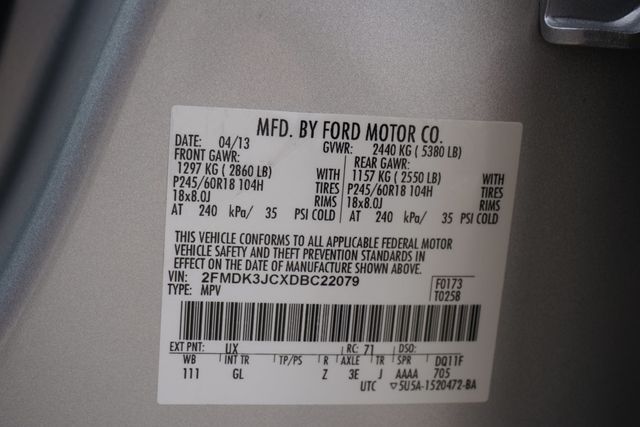 MFD. BY FORD MOTOR CO.
DATE: 04/13 GVWR: 2440 KG ( 5380 LB)
FRONT GAWR: REAR GAWR:
1297 KG ( 2860 LB) WITH 1157 KG ( 2550 LB) WITH
P245/60R18 104H TIRES P245/60R18 104H TIRES
18x8.0J RIMS 18x8.0J RIMS
AT 240 kPa/ 35 PSI COLD AT 240 kPa/ 35 PSI COLD
THIS VEHICLE CONFORMS TO ALL APPLICABLE FEDERAL MOTOR
VEHICLE SAFETY AND THEFT PREVENTION STANDARDS IN
EFFECT ON THE DATE OF MANUFACTURE SHOWN ABOVE.
VIN: 2FMDK3JCXDBC22079 F0173
TYPE: MPV T0258
EXT PNT: UX RC: 71 DSO:
WB INT TR TP/PS R AXLE TR SPR DQ11F
111 GL Z 3E J AAAA 705
UTC ▽5U5A-1520472-BA